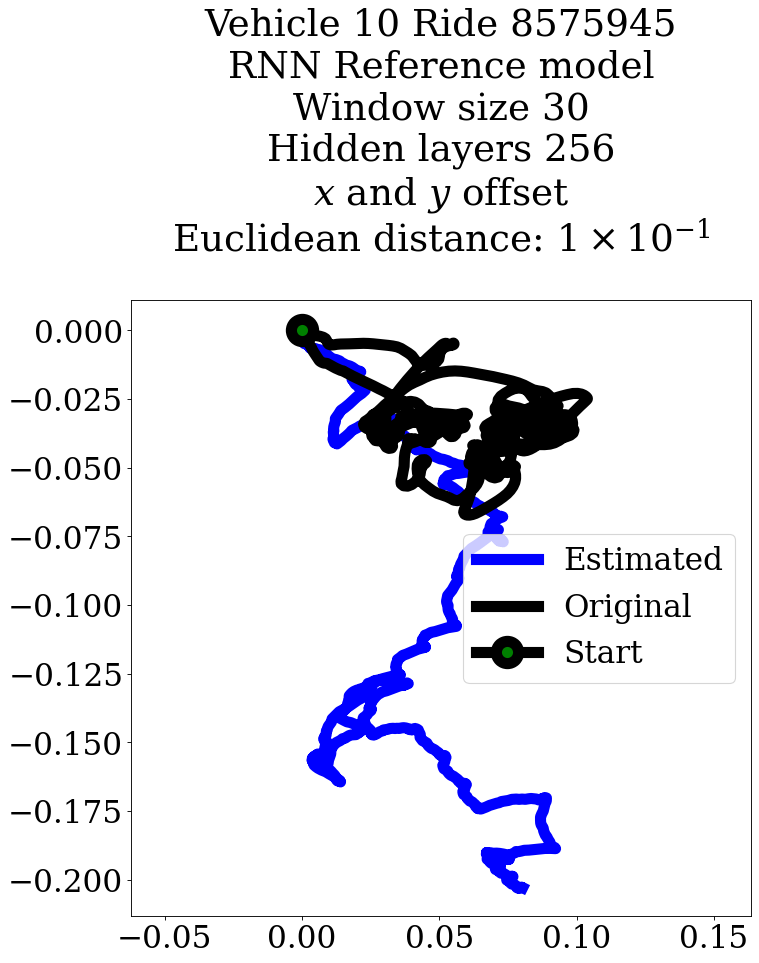 Vehicle 10 Ride 8575945
RNN Reference model
Window size 30
Hidden layers 256
x and y offset
Euclidean distance: 1 × 10⁻¹
0.000
−0.025
−0.050
−0.075
−0.100
−0.125
−0.150
−0.175
−0.200
Estimated
Original
Start
−0.05
0.00
0.05
0.10
0.15